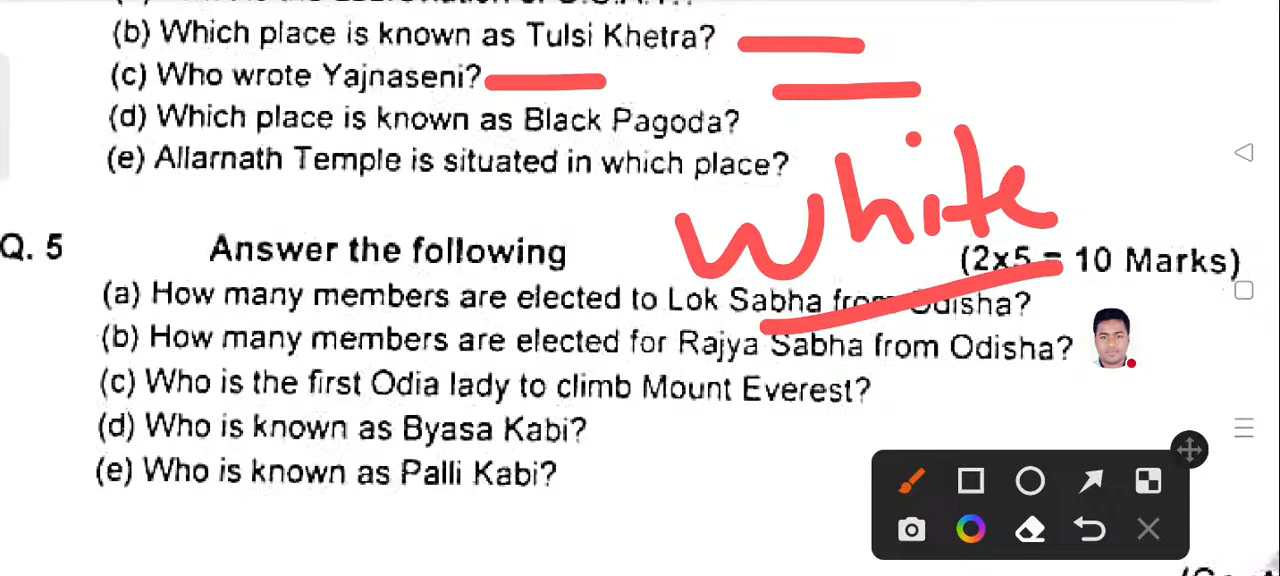 (b) Which place is known as Tulsi Khetra?
(c) Who wrote Yajnaseni?
(d) Which place is known as Black Pagoda?
(e) Allarnath Temple is situated in which place?
white
Q. 5 Answer the following (2x5 = 10 Marks)
(a) How many members are elected to Lok Sabha from Odisha?
(b) How many members are elected for Rajya Sabha from Odisha?
(c) Who is the first Odia lady to climb Mount Everest?
(d) Who is known as Byasa Kabi?
(e) Who is known as Palli Kabi?